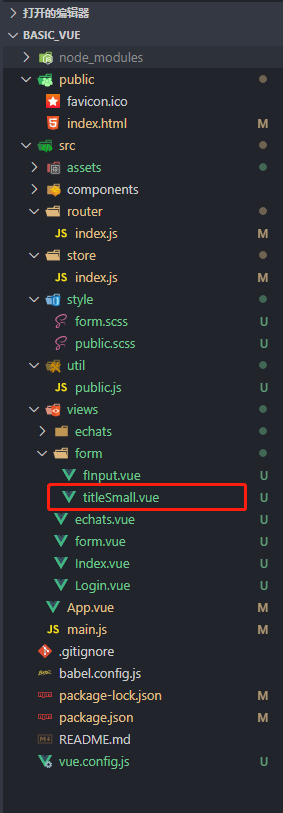 打开的编辑器
BASIC_VUE
node_modules
public
favicon.ico
index.html M
src
assets
components
router
JS index.js M
store
JS index.js M
style
form.scss U
public.scss U
util
JS public.js U
views
echats
form
fInput.vue U
titleSmall.vue U
echats.vue U
form.vue U
Index.vue U
Login.vue U
App.vue M
JS main.js M
.gitignore
babel.config.js
package-lock.json M
package.json M
README.md
vue.config.js U